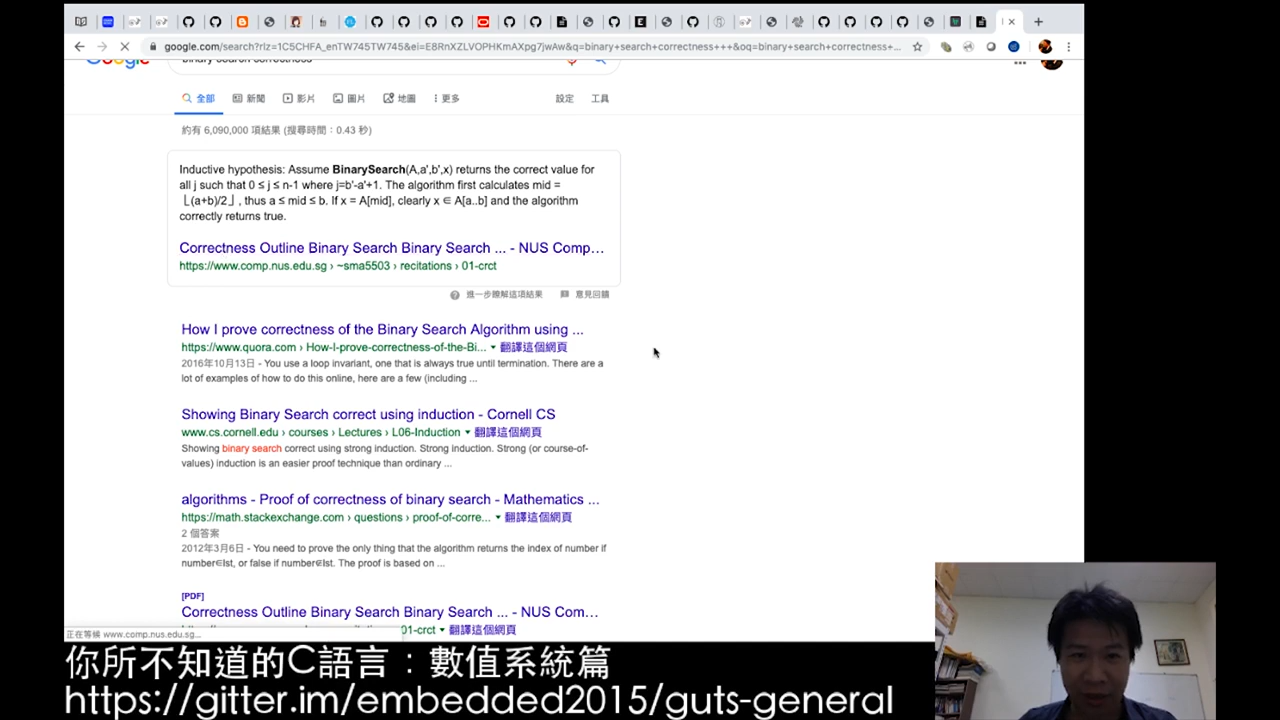 google.com/search?rlz=1C5CHFA_enTW745TW745&ei=E8RnXZLVOPHKmAXpg7jwAw&q=binary+search+correctness+++&oq=binary+search+correctness+...
Google
binary search correctness
全部 新聞 影片 圖片 地圖 更多 設定 工具
約有 6,090,000 項結果 (搜尋時間：0.43 秒)
Inductive hypothesis: Assume BinarySearch(A,a',b',x) returns the correct value for
all j such that 0 ≤ j ≤ n-1 where j=b'-a'+1. The algorithm first calculates mid =
⌊(a+b)/2⌋, thus a ≤ mid ≤ b. If x = A[mid], clearly x ∈ A[a..b] and the algorithm
correctly returns true.
Correctness Outline Binary Search Binary Search ... - NUS Comp...
https://www.comp.nus.edu.sg › ~sma5503 › recitations › 01-crct
進一步瞭解這項結果 意見回饋
How I prove correctness of the Binary Search Algorithm using ...
https://www.quora.com › How-I-prove-correctness-of-the-Bi... 翻譯這個網頁
2016年10月13日 - You use a loop invariant, one that is always true until termination. There are a
lot of examples of how to do this online, here are a few (including ...
Showing Binary Search correct using induction - Cornell CS
www.cs.cornell.edu › courses › Lectures › L06-Induction 翻譯這個網頁
Showing binary search correct using strong induction. Strong induction. Strong (or course-of-
values) induction is an easier proof technique than ordinary ...
algorithms - Proof of correctness of binary search - Mathematics ...
https://math.stackexchange.com › questions › proof-of-corre... 翻譯這個網頁
2 個答案
2012年3月6日 - You need to prove the only thing that the algorithm returns the index of number if
number∈lst, or false if number∉lst. The proof is based on ...
[PDF]
Correctness Outline Binary Search Binary Search ... - NUS Com...
01-crct 翻譯這個網頁
正在等候 www.comp.nus.edu.sg...
你所不知道的C語言：數值系統篇
https://gitter.im/embedded2015/guts-general